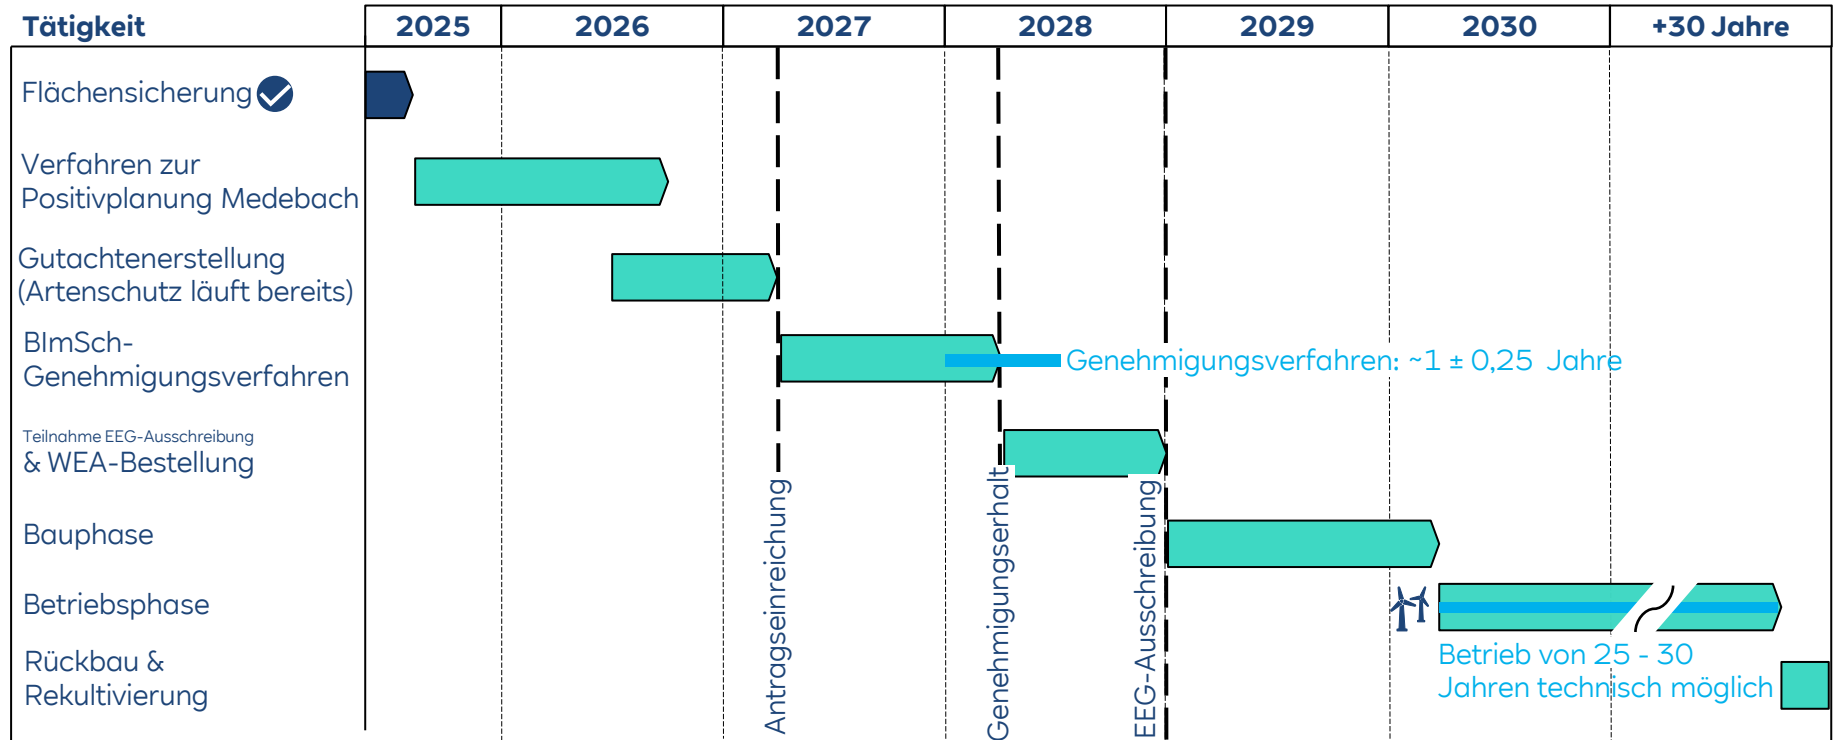 Tätigkeit 2025 2026 2027 2028 2029 2030 +30 Jahre
Flächensicherung
Verfahren zur
Positivplanung Medebach
Gutachtenerstellung
(Artenschutz läuft bereits)
BImSch-
Genehmigungsverfahren
Genehmigungsverfahren: ~1 ± 0,25 Jahre
Teilnahme EEG-Ausschreibung
& WEA-Bestellung
Antragseinreichung
Genehmigungserhalt
EEG-Ausschreibung
Bauphase
Betriebsphase
Betrieb von 25 - 30
Jahren technisch möglich
Rückbau &
Rekultivierung